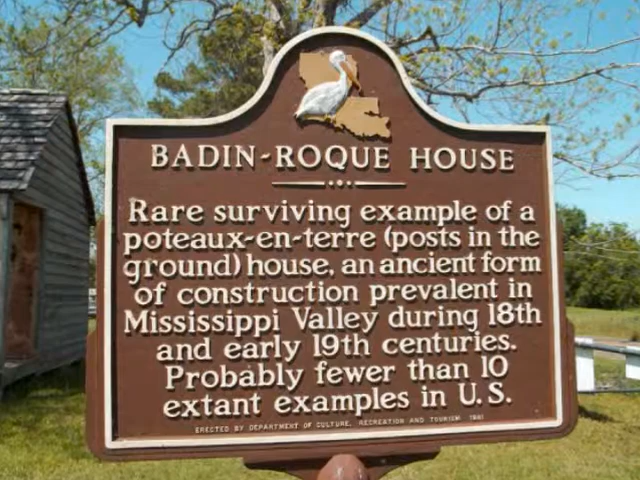 BADIN-ROQUE HOUSE
Rare surviving example of a
poteaux-en-terre (posts in the
ground) house, an ancient form
of construction prevalent in
Mississippi Valley during 18th
and early 19th centuries.
Probably fewer than 10
extant examples in U.S.
ERECTED BY DEPARTMENT OF CULTURE, RECREATION AND TOURISM 1981